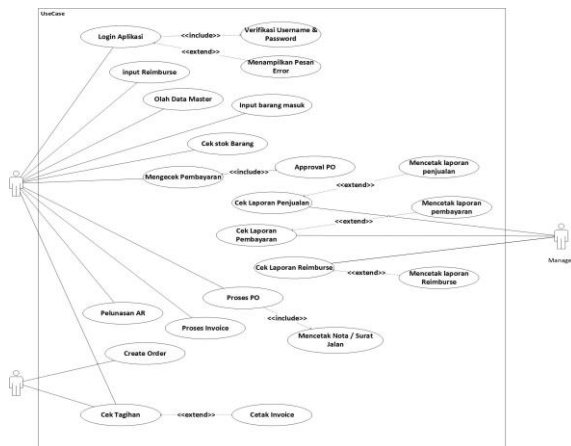 UseCase
Login Aplikasi
<<include>>
Verifikasi Username &
Password
<<extend>>
Menampilkan Pesan
Error
input Reimburse
Olah Data Master
Input barang masuk
Cek stok Barang
Mengecek Pembayaran
<<include>>
Approval PO
Mencetak laporan
penjualan
<<extend>>
Cek Laporan Penjualan
Mencetak laporan
pembayaran
<<extend>>
Cek Laporan
Pembayaran
Manage
Cek Laporan Reimburse
<<extend>>
Mencetak laporan
Reimburse
Proses PO
Pelunasan AR
<<include>>
Proses Invoice
Mencetak Nota / Surat
Jalan
Create Order
Cek Tagihan
<<extend>>
Cetak Invoice